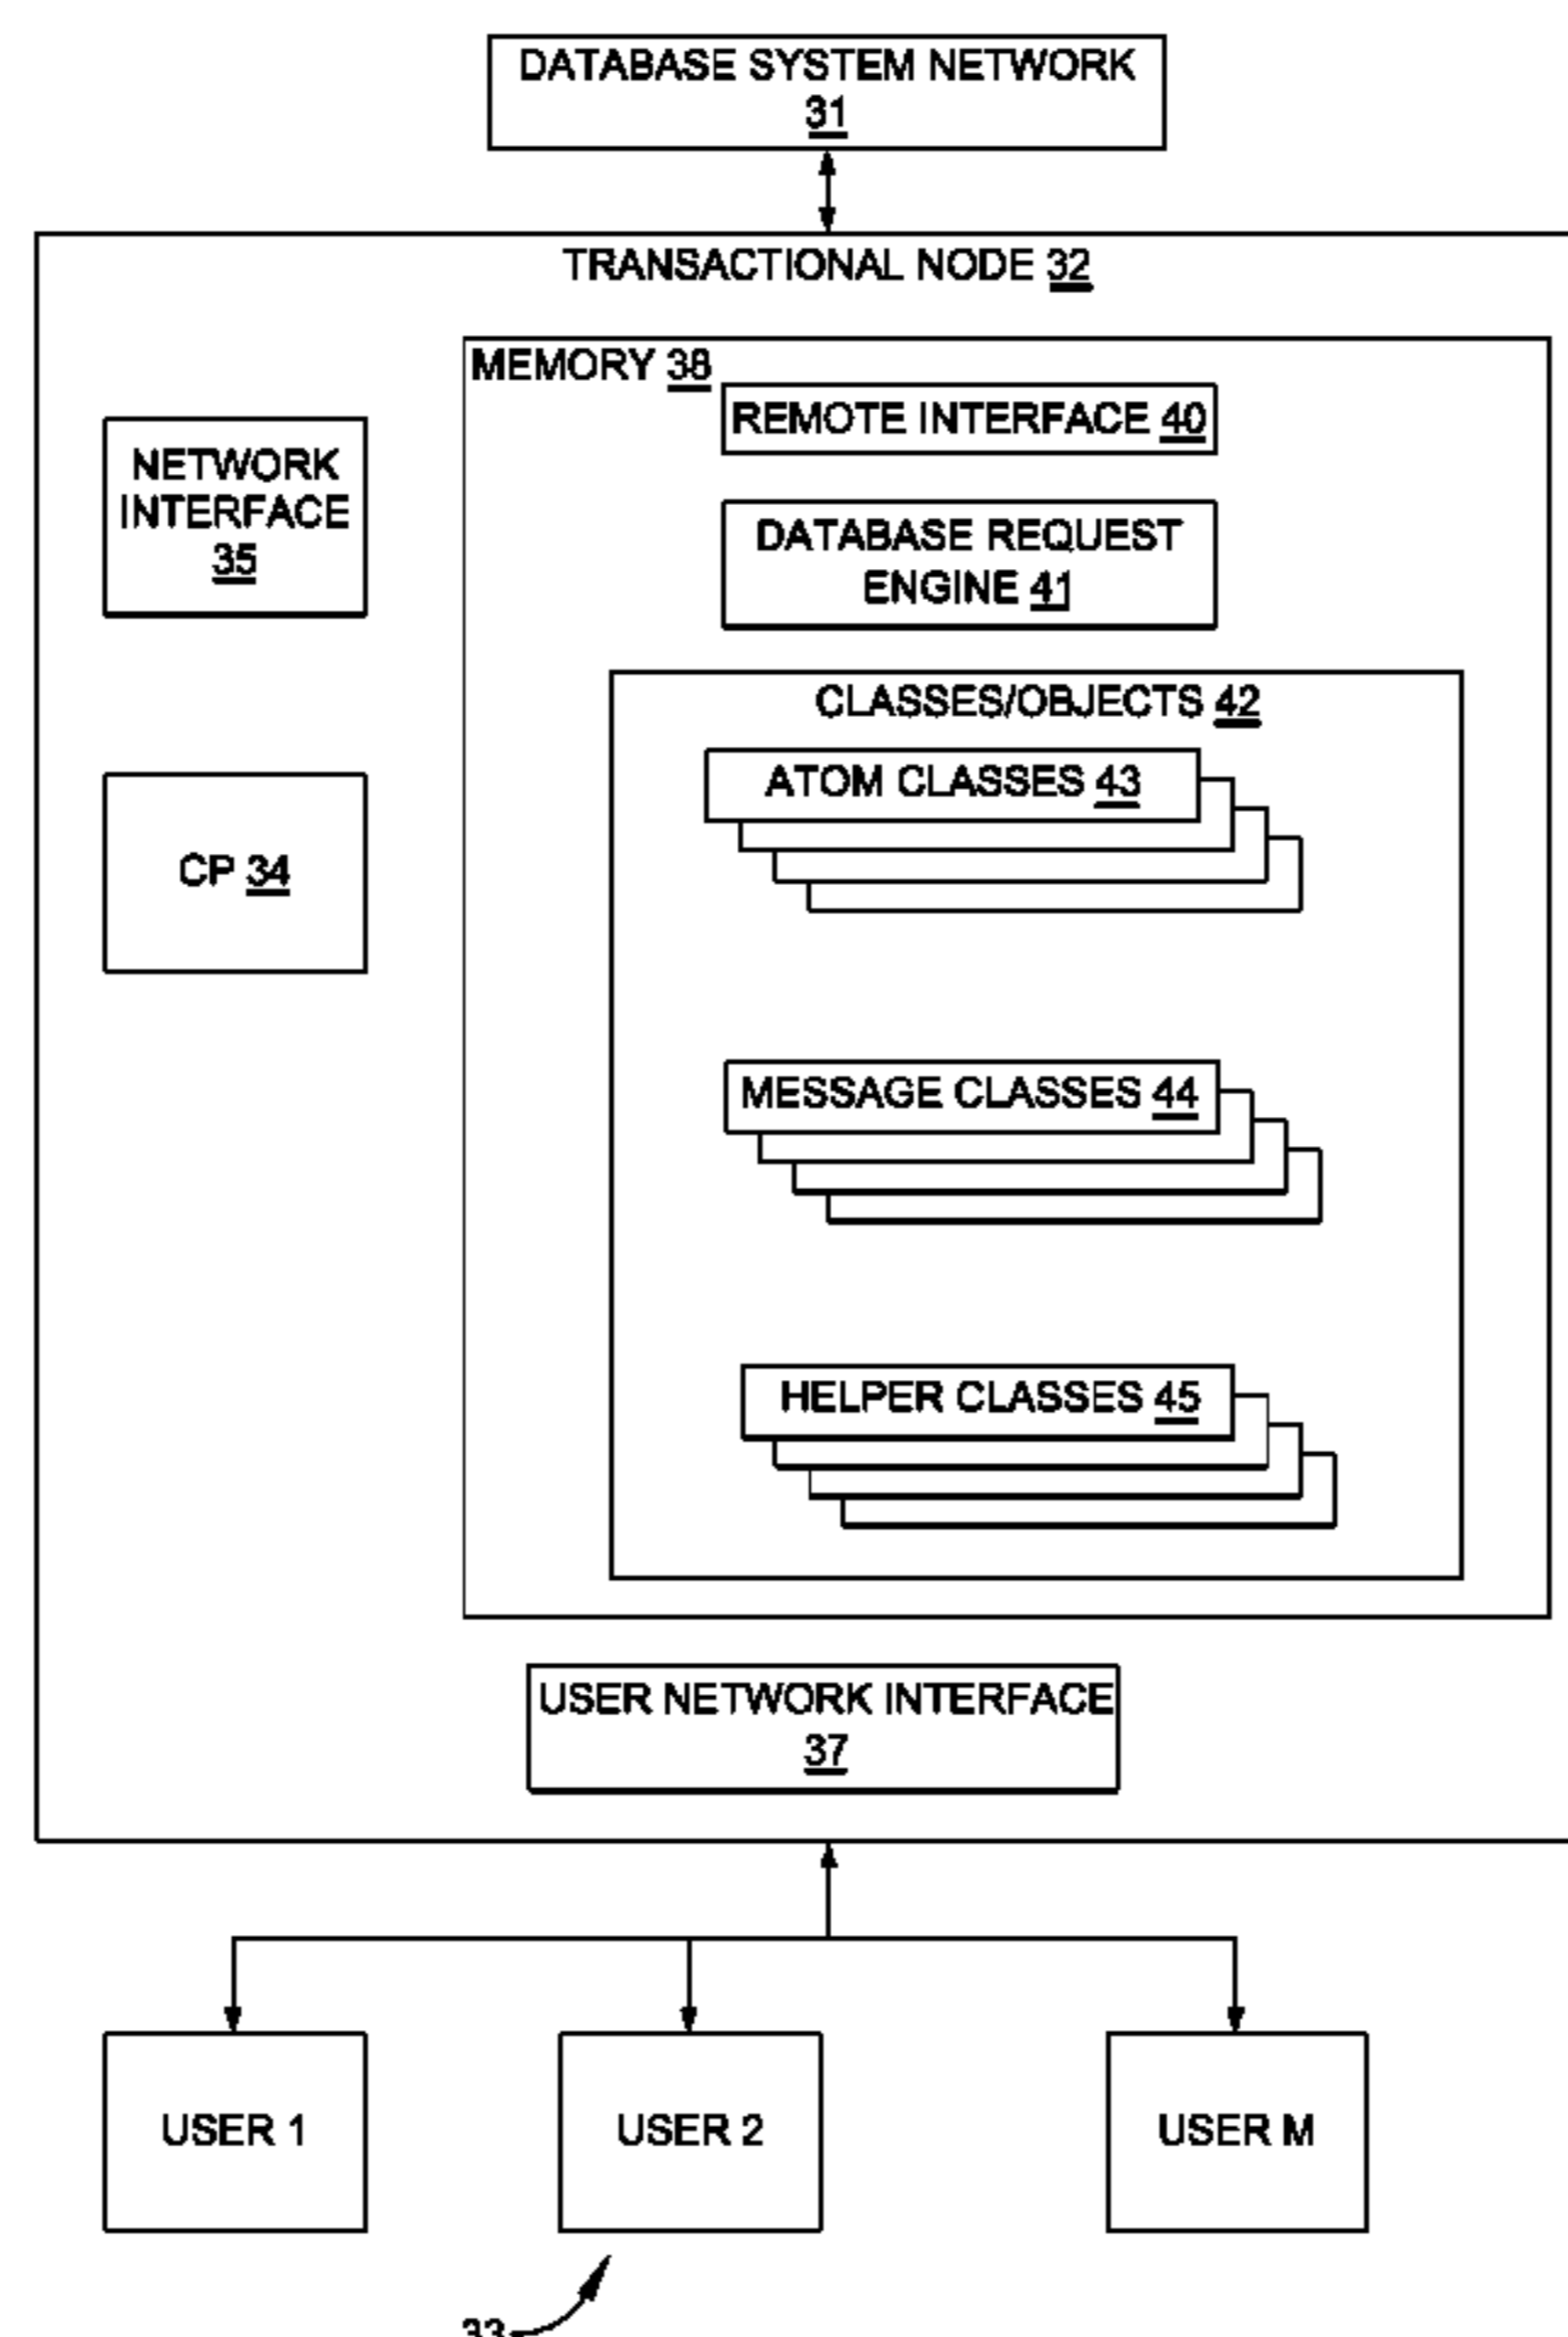 DATABASE SYSTEM NETWORK
31
TRANSACTIONAL NODE 32
MEMORY 38
REMOTE INTERFACE 40
NETWORK
INTERFACE
35
DATABASE REQUEST
ENGINE 41
CLASSES/OBJECTS 42
ATOM CLASSES 43
CP 34
MESSAGE CLASSES 44
HELPER CLASSES 45
USER NETWORK INTERFACE
37
USER 1
USER 2
USER M
33